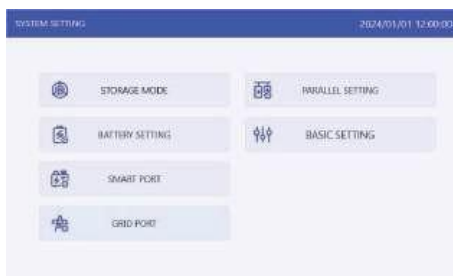 SYSTEM SETTING
2024/01/01 12:00:00
STORAGE MODE
PARALLEL SETTING
BATTERY SETTING
BASIC SETTING
SMART PORT
GRID PORT